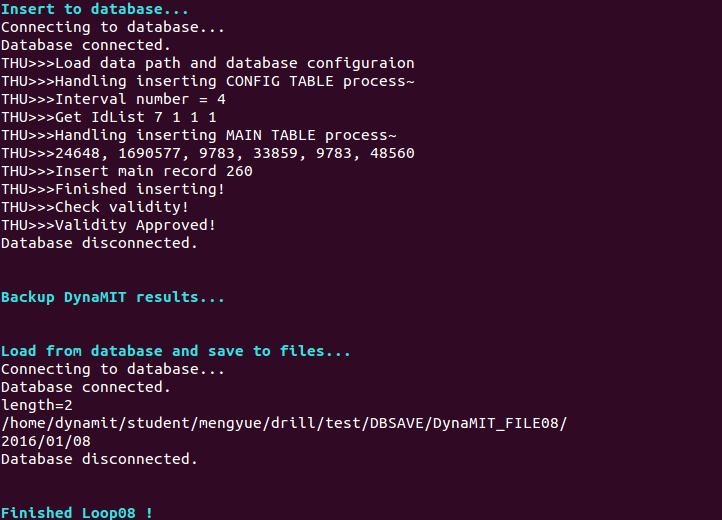 Insert to database...
Connecting to database...
Database connected.
THU>>>Load data path and database configuraion
THU>>>Handling inserting CONFIG TABLE process~
THU>>>Interval number = 4
THU>>>Get IdList 7 1 1 1
THU>>>Handling inserting MAIN TABLE process~
THU>>>24648, 1690577, 9783, 33859, 9783, 48560
THU>>>Insert main record 260
THU>>>Finished inserting!
THU>>>Check validity!
THU>>>Validity Approved!
Database disconnected.
Backup DynaMIT results...
Load from database and save to files...
Connecting to database...
Database connected.
length=2
/home/dynamit/student/mengyue/drill/test/DBSAVE/DynaMIT_FILE08/
2016/01/08
Database disconnected.
Finished Loop08 !